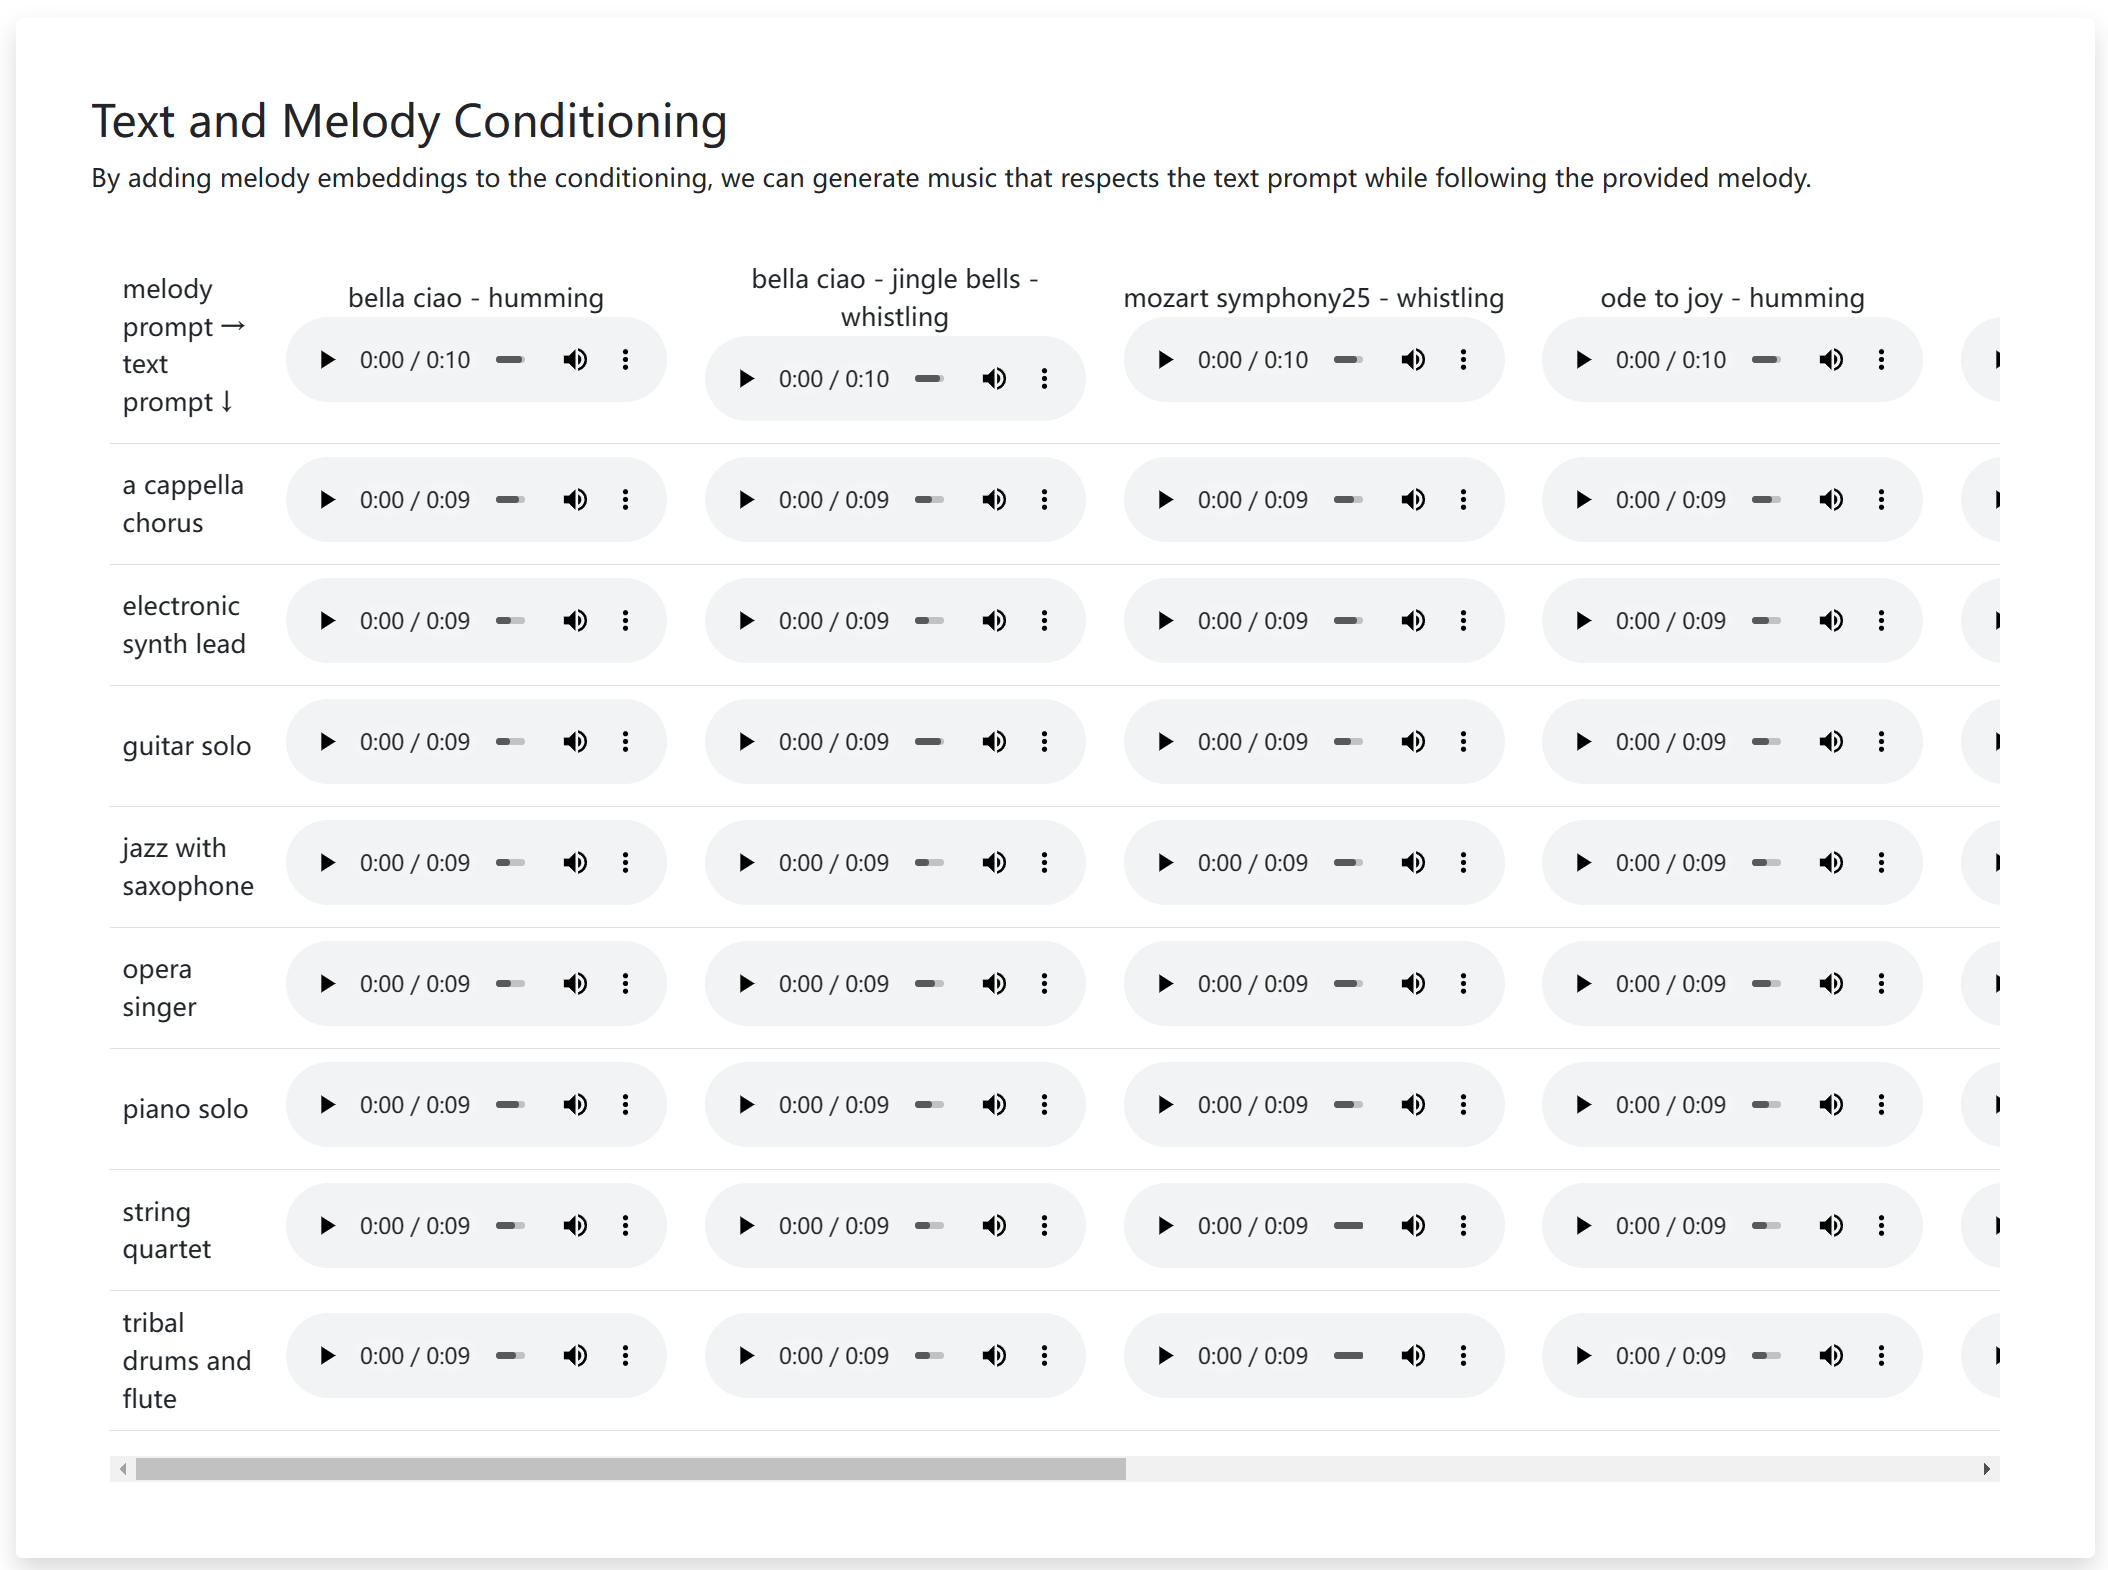 Text and Melody Conditioning
By adding melody embeddings to the conditioning, we can generate music that respects the text prompt while following the provided melody.
melody
prompt →
text
prompt ↓
bella ciao - humming
0:00 / 0:10
bella ciao - jingle bells -
whistling
0:00 / 0:10
mozart symphony25 - whistling
0:00 / 0:10
ode to joy - humming
0:00 / 0:10
a cappella
chorus
0:00 / 0:09
0:00 / 0:09
0:00 / 0:09
0:00 / 0:09
electronic
synth lead
0:00 / 0:09
0:00 / 0:09
0:00 / 0:09
0:00 / 0:09
guitar solo
0:00 / 0:09
0:00 / 0:09
0:00 / 0:09
0:00 / 0:09
jazz with
saxophone
0:00 / 0:09
0:00 / 0:09
0:00 / 0:09
0:00 / 0:09
opera
singer
0:00 / 0:09
0:00 / 0:09
0:00 / 0:09
0:00 / 0:09
piano solo
0:00 / 0:09
0:00 / 0:09
0:00 / 0:09
0:00 / 0:09
string
quartet
0:00 / 0:09
0:00 / 0:09
0:00 / 0:09
0:00 / 0:09
tribal
drums and
flute
0:00 / 0:09
0:00 / 0:09
0:00 / 0:09
0:00 / 0:09